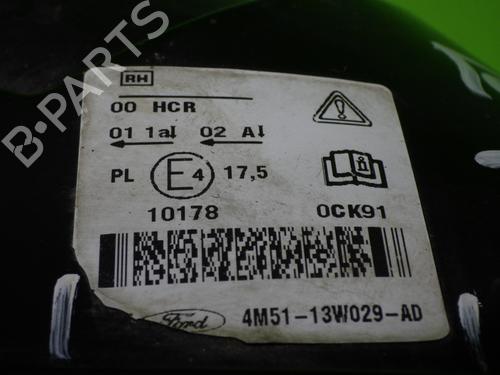 RH
00 HCR
01 1a↓ 02 A↓
PL E4 17,5
10178 0CK91
Ford 4M51-13W029-AD
B-PARTS